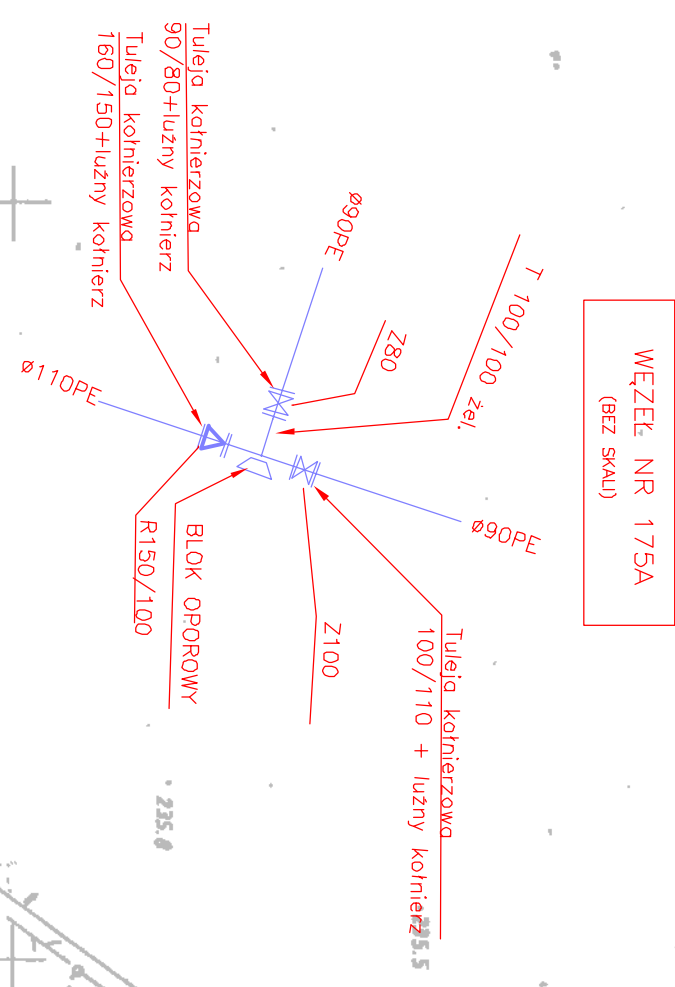 WĘZEŁ NR 175A
(BEZ SKALI)
T 100/100 żel.
Ø90PE
Z80
Tuleja kołnierzowa
90/80+luźny kołnierz
Tuleja kołnierzowa
160/150+luźny kołnierz
Ø110PE
Ø90PE
Tuleja kołnierzowa
100/110 + luźny kołnierz
Z100
BLOK OPOROWY
R150/100
235.5